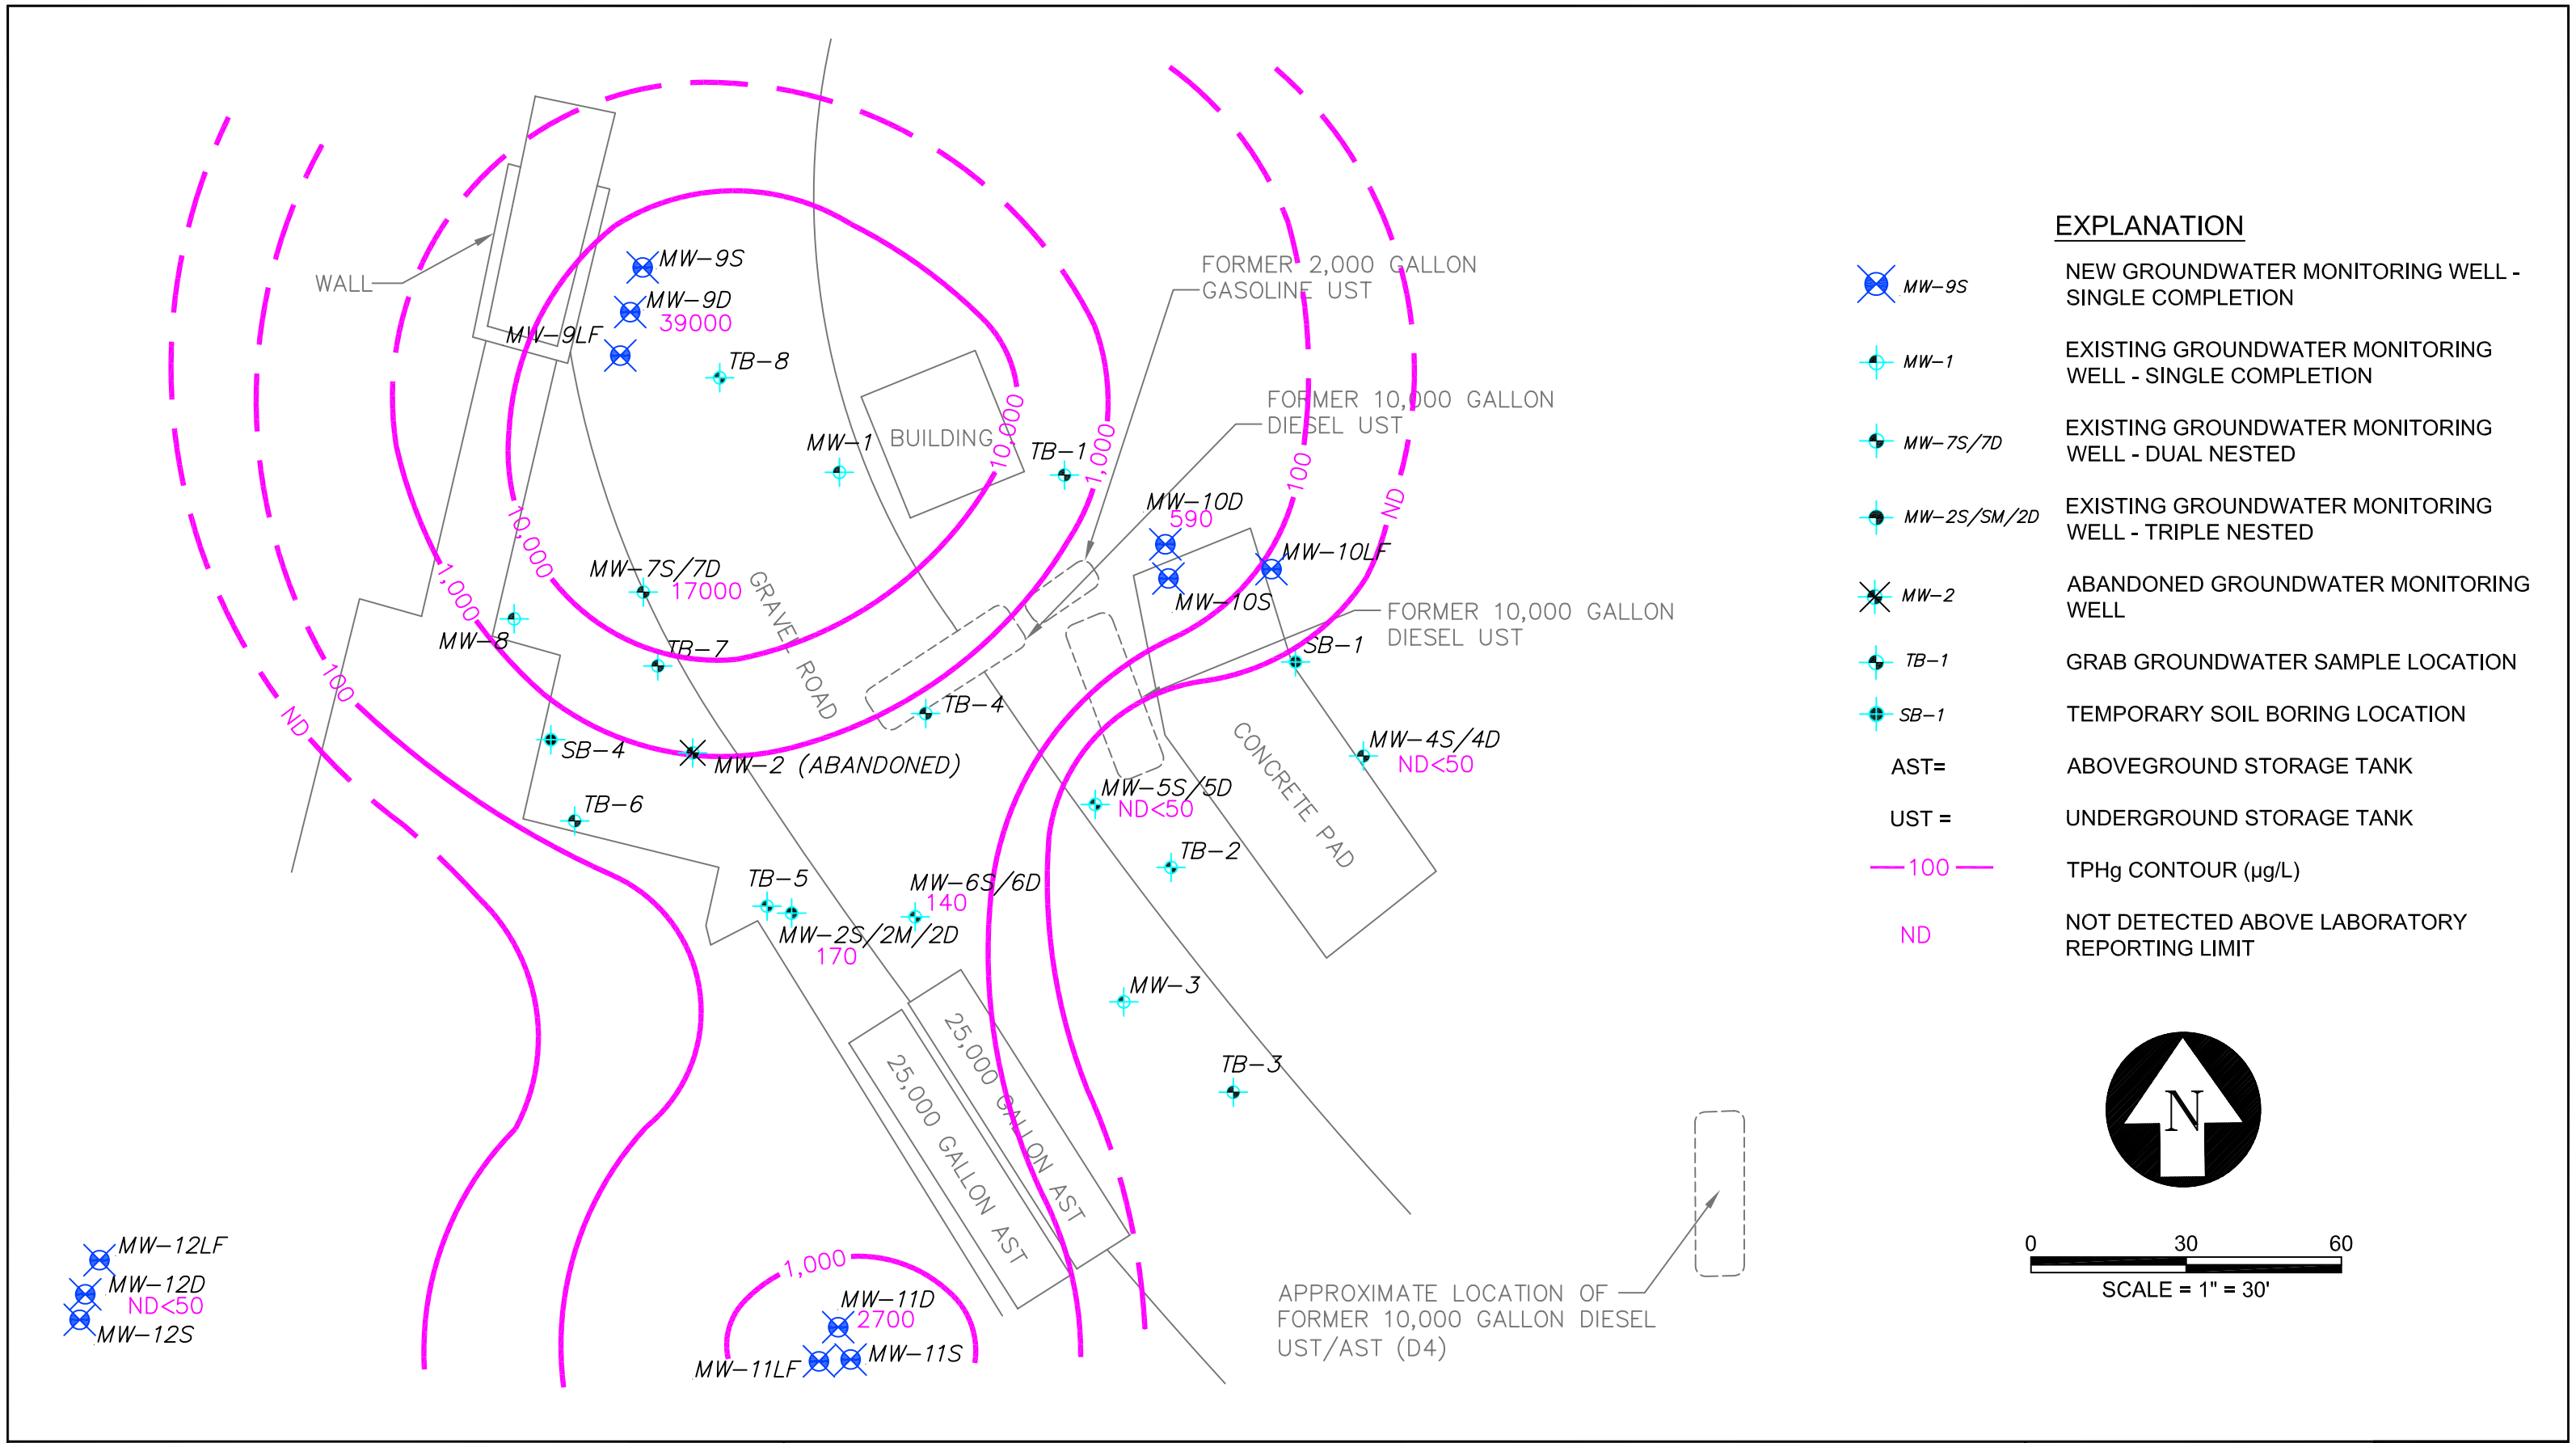 WALL
MW-9S
MW-9D
39000
MW-9LF
TB-8
FORMER 2,000 GALLON
GASOLINE UST
FORMER 10,000 GALLON
DIESEL UST
MW-1
BUILDING
TB-1
10,000
1,000
100
ND
MW-10D
590
MW-10LF
MW-10S
10,000
1,000
MW-7S/7D
17000
GRAVEL ROAD
FORMER 10,000 GALLON
DIESEL UST
MW-8
TB-7
SB-1
100
ND
TB-4
SB-4
MW-2 (ABANDONED)
CONCRETE PAD
MW-4S/4D
ND<50
MW-5S/5D
ND<50
TB-6
TB-2
TB-5
MW-6S/6D
140
MW-2S/2M/2D
170
MW-3
25,000 GALLON AST
25,000 GALLON AST
TB-3
1,000
MW-11D
2700
MW-11LF
MW-11S
MW-12LF
MW-12D
ND<50
MW-12S
APPROXIMATE LOCATION OF
FORMER 10,000 GALLON DIESEL
UST/AST (D4)
EXPLANATION
MW-9S
NEW GROUNDWATER MONITORING WELL -
SINGLE COMPLETION
MW-1
EXISTING GROUNDWATER MONITORING
WELL - SINGLE COMPLETION
MW-7S/7D
EXISTING GROUNDWATER MONITORING
WELL - DUAL NESTED
MW-2S/SM/2D
EXISTING GROUNDWATER MONITORING
WELL - TRIPLE NESTED
MW-2
ABANDONED GROUNDWATER MONITORING
WELL
TB-1
GRAB GROUNDWATER SAMPLE LOCATION
SB-1
TEMPORARY SOIL BORING LOCATION
AST=
ABOVEGROUND STORAGE TANK
UST =
UNDERGROUND STORAGE TANK
100
TPHg CONTOUR (µg/L)
ND
NOT DETECTED ABOVE LABORATORY
REPORTING LIMIT
N
0 30 60
SCALE = 1" = 30'